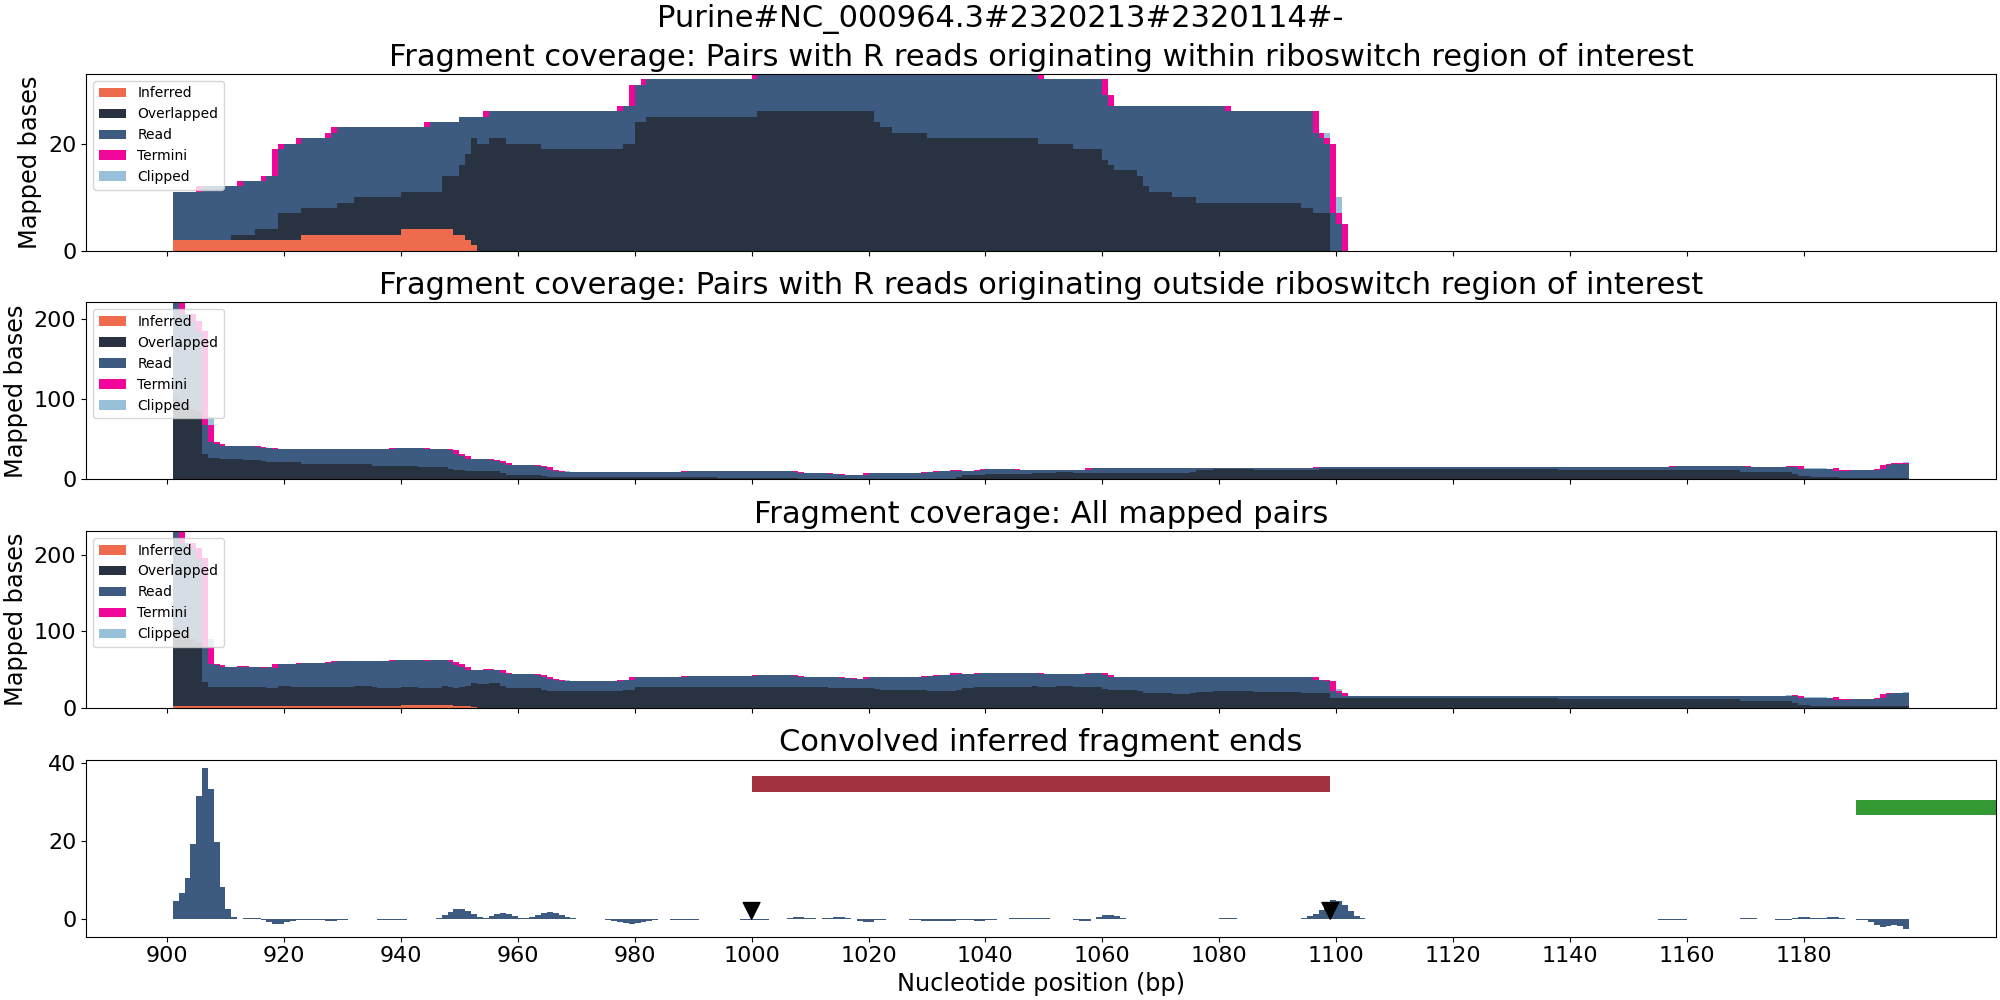 Purine#NC_000964.3#2320213#2320114#-
Fragment coverage: Pairs with R reads originating within riboswitch region of interest
Mapped bases
20
0
Inferred
Overlapped
Read
Termini
Clipped
Fragment coverage: Pairs with R reads originating outside riboswitch region of interest
Mapped bases
200
100
0
Inferred
Overlapped
Read
Termini
Clipped
Fragment coverage: All mapped pairs
Mapped bases
200
100
0
Inferred
Overlapped
Read
Termini
Clipped
Convolved inferred fragment ends
40
20
0
900 920 940 960 980 1000 1020 1040 1060 1080 1100 1120 1140 1160 1180
Nucleotide position (bp)